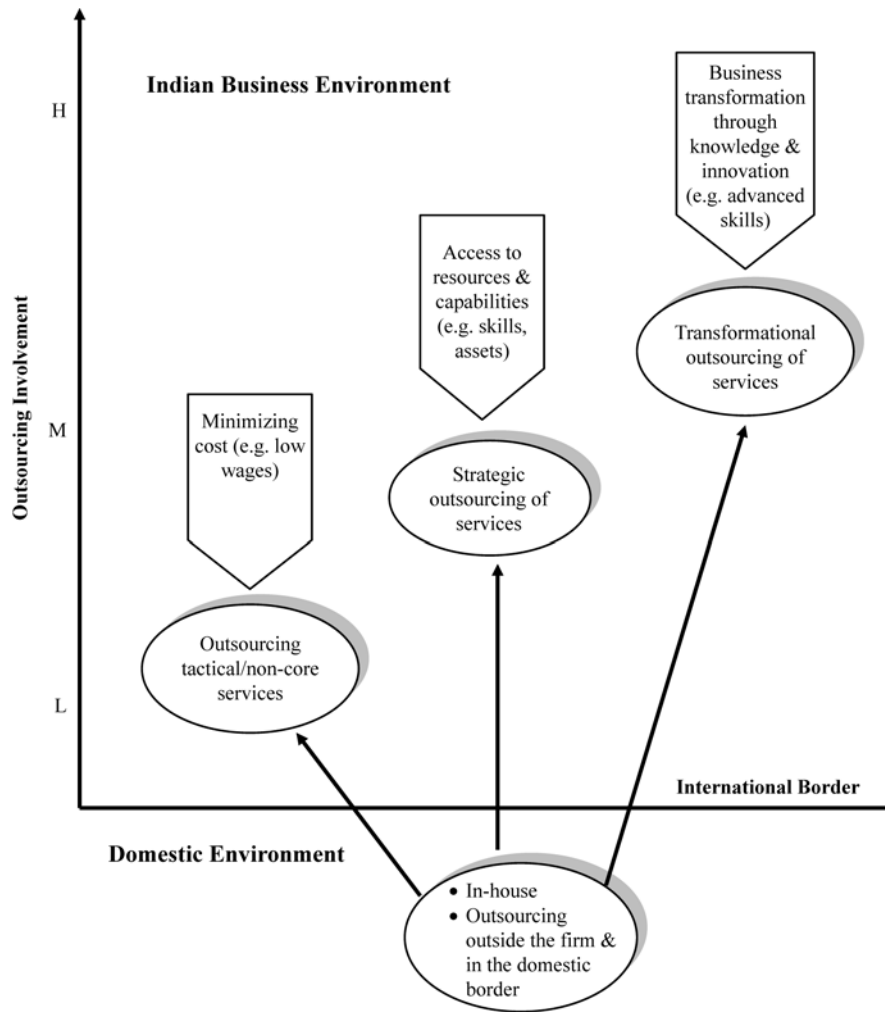 Indian Business Environment
H
M
L
Outsourcing Involvement
Business
transformation
through
knowledge &
innovation
(e.g. advanced
skills)
Access to
resources &
capabilities
(e.g. skills,
assets)
Transformational
outsourcing of
services
Minimizing
cost (e.g. low
wages)
Strategic
outsourcing of
services
Outsourcing
tactical/non-core
services
International Border
Domestic Environment
• In-house
• Outsourcing
outside the firm &
in the domestic
border